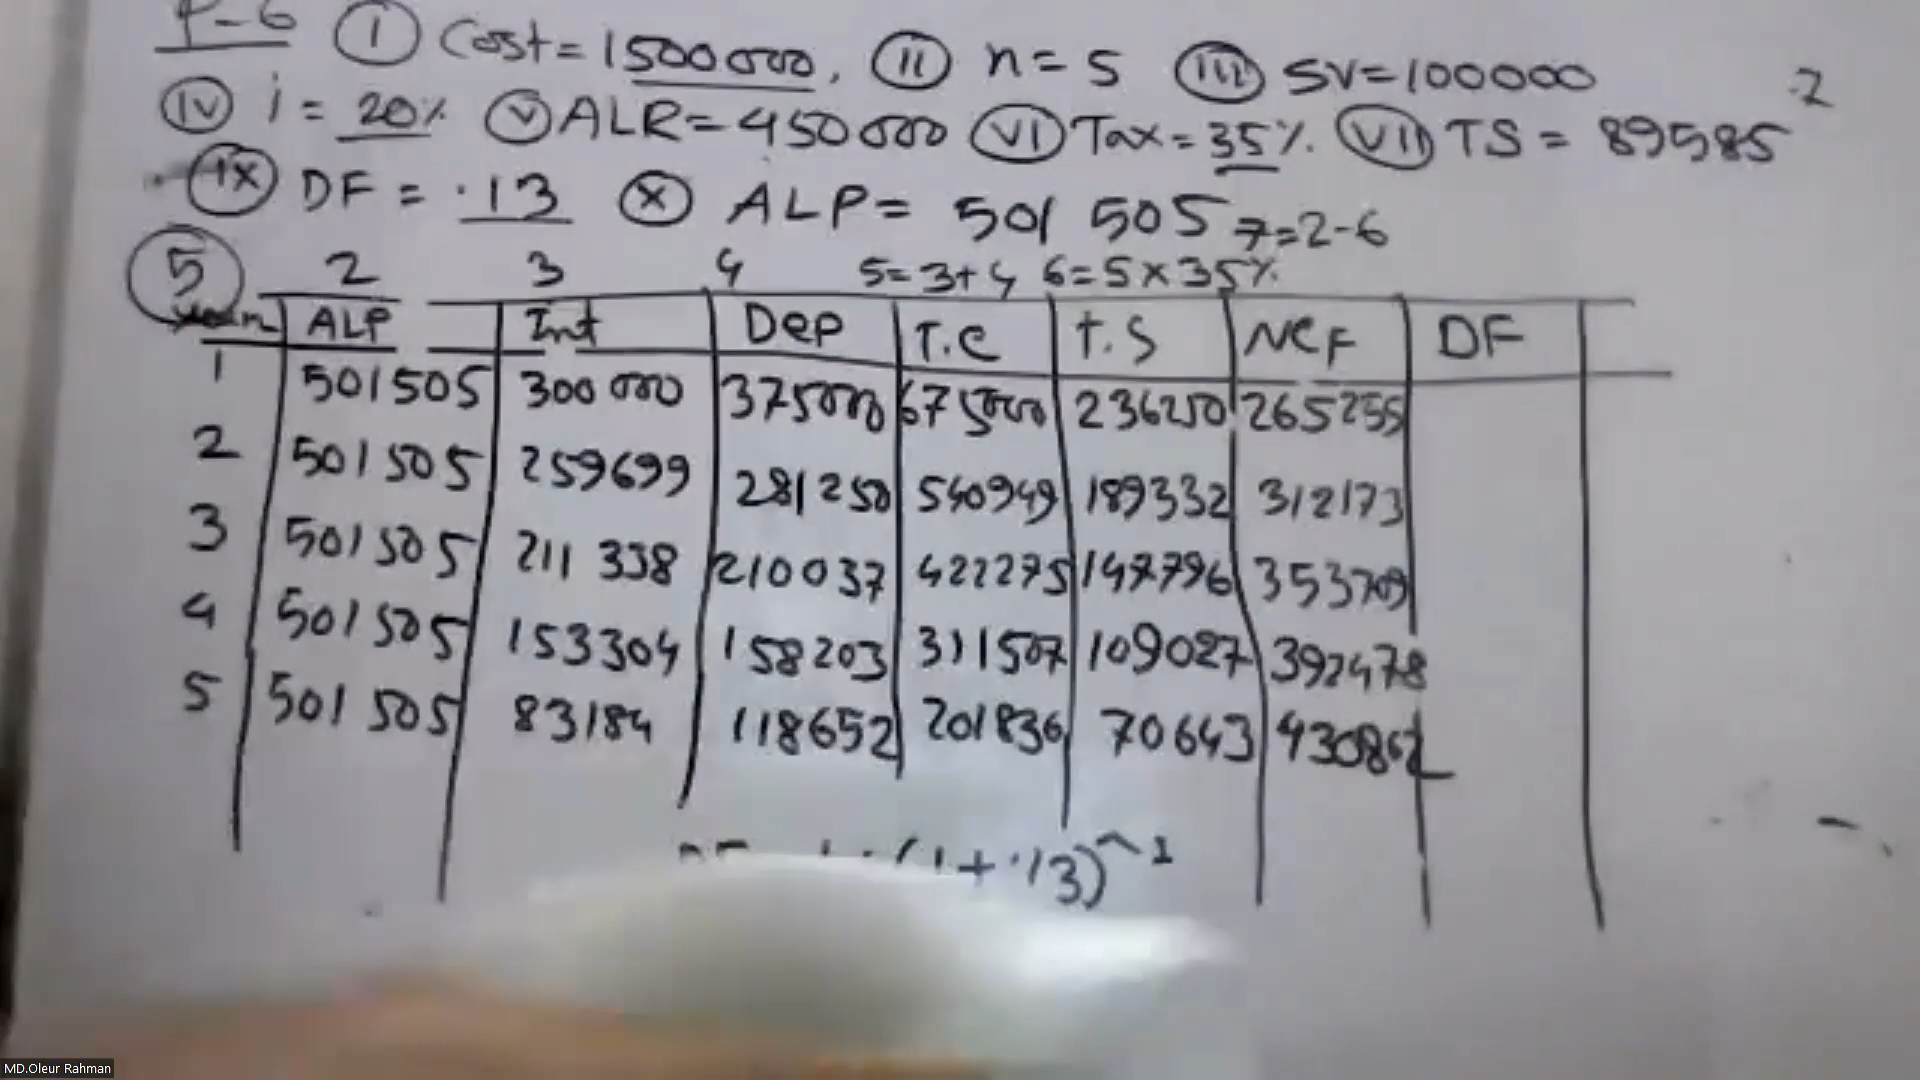 P-6 (I) Cost = 1500000, (II) n = 5 (III) SV = 100000
(IV) i = 20% (V) ALR = 450000 (VI) Tax = 35%. (VII) TS = 89585 .2
(IX) DF = .13 (X) ALP = 501505
7=2-6
(5) 2 3 4 5=3+4 6=5×35%
ALP Int Dep T.C T.S NCF DF
1 501505 300000 375000 675000 236250 265255
2 501505 259699 281250 540949 189332 312173
3 501505 211338 210037 422275 147796 353709
4 501505 153304 158203 311507 109027 392478
5 501505 83184 118652 201836 70643 430862
(1+.13)^1
MD.Oleur Rahman